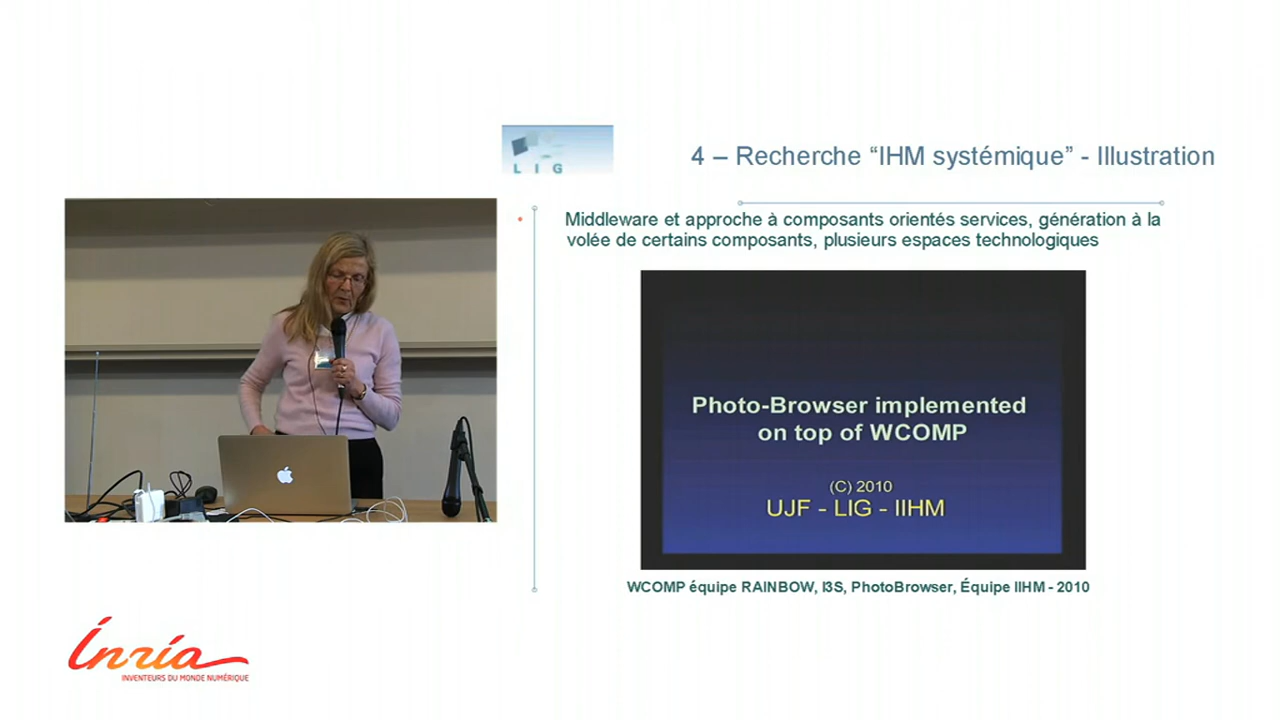 L I G
4 – Recherche “IHM systémique” - Illustration
Middleware et approche à composants orientés services, génération à la
volée de certains composants, plusieurs espaces technologiques
Photo-Browser implemented
on top of WCOMP
(C) 2010
UJF - LIG - IIHM
WCOMP équipe RAINBOW, I3S, PhotoBrowser, Équipe IIHM - 2010
Inria
INVENTEURS DU MONDE NUMÉRIQUE